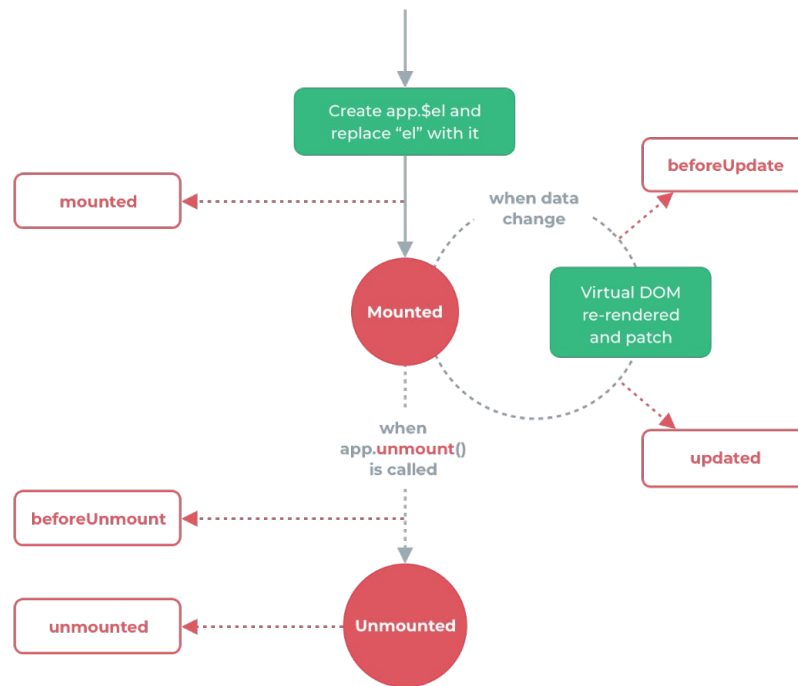 Create app.$el and
replace “el” with it
beforeUpdate
mounted
when data
change
Mounted
Virtual DOM
re-rendered
and patch
when
app.unmount()
is called
updated
beforeUnmount
Unmounted
unmounted